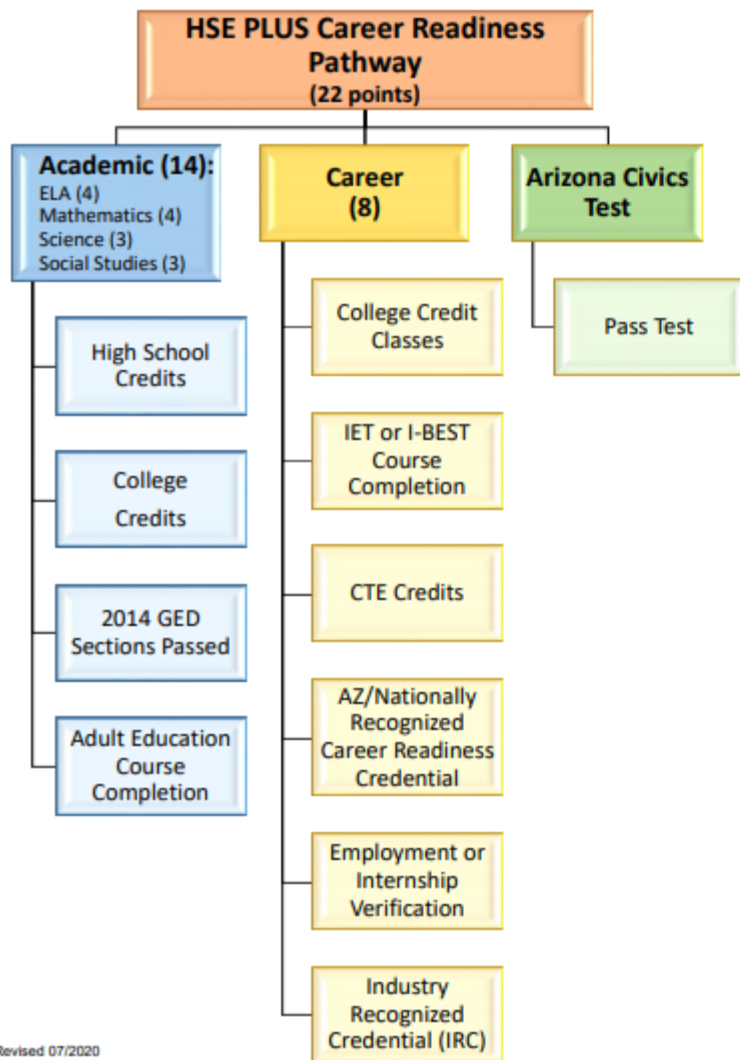 HSE PLUS Career Readiness
Pathway
(22 points)
Academic (14):
ELA (4)
Mathematics (4)
Science (3)
Social Studies (3)
High School
Credits
College
Credits
2014 GED
Sections Passed
Adult Education
Course
Completion
Career
(8)
College Credit
Classes
IET or I-BEST
Course
Completion
CTE Credits
AZ/Nationally
Recognized
Career Readiness
Credential
Employment or
Internship
Verification
Industry
Recognized
Credential (IRC)
Arizona Civics
Test
Pass Test
Revised 07/2020